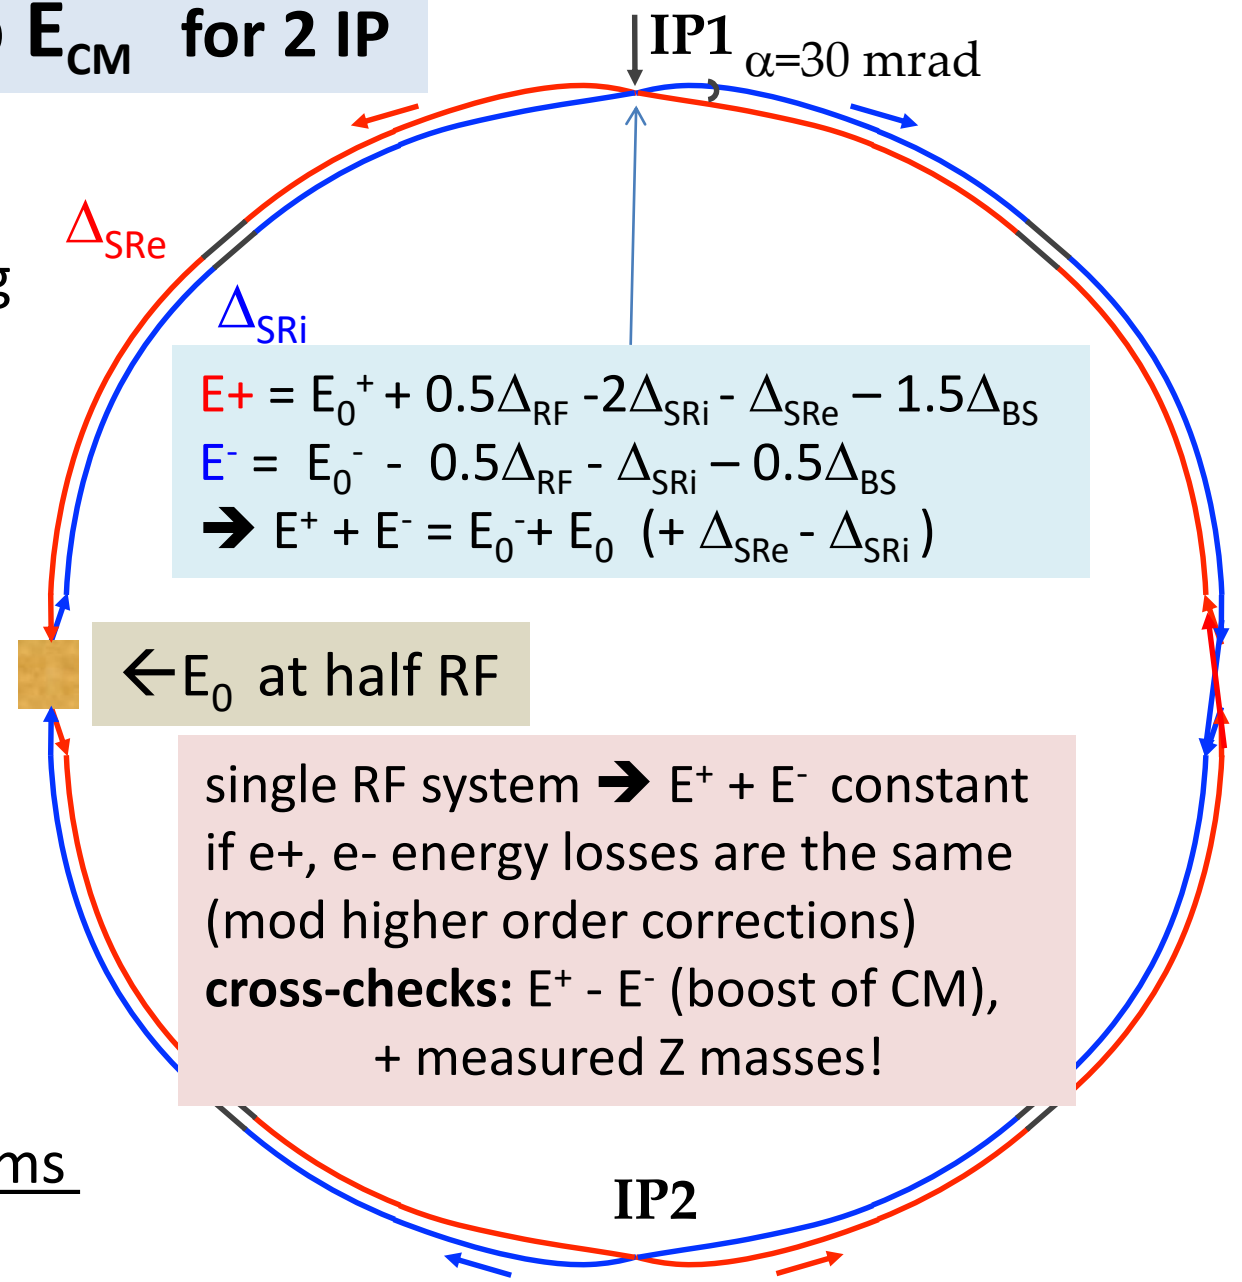 E_CM for 2 IP
IP1
α=30 mrad
Δ_SRe
g
Δ_SRi
E+ = E₀⁺ + 0.5Δ_RF -2Δ_SRi - Δ_SRe – 1.5Δ_BS
E⁻ = E₀⁻ - 0.5Δ_RF - Δ_SRi – 0.5Δ_BS
➔ E⁺ + E⁻ = E₀⁻+ E₀ (+ Δ_SRe - Δ_SRi )
←E₀ at half RF
single RF system ➔ E⁺ + E⁻ constant
if e+, e- energy losses are the same
(mod higher order corrections)
cross-checks: E⁺ - E⁻ (boost of CM),
+ measured Z masses!
ms
IP2